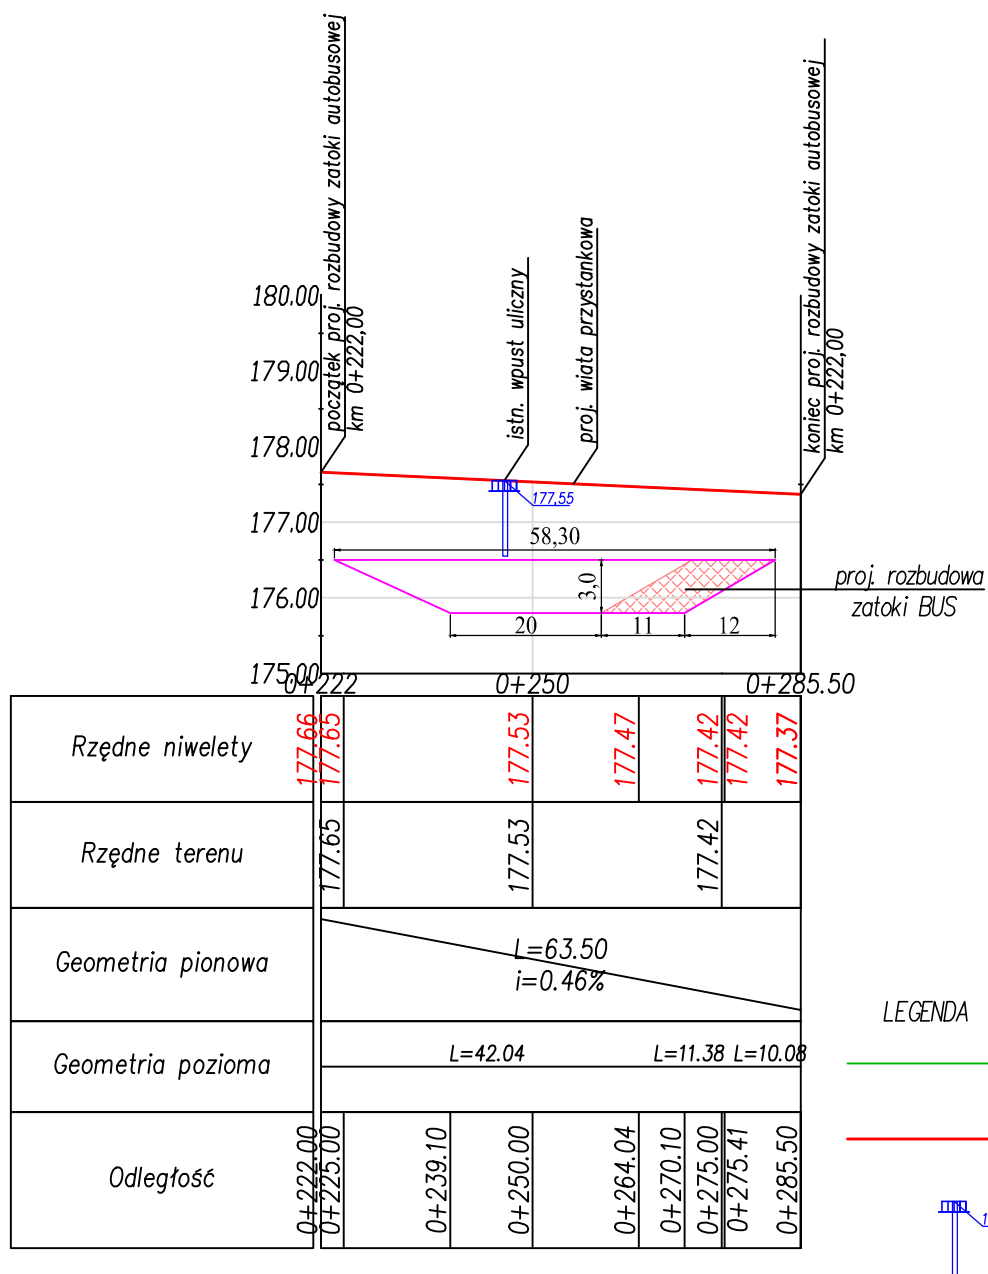 początek proj. rozbudowy zatoki autobusowej
km 0+222,00
istn. wpust uliczny
proj. wiata przystankowa
koniec proj. rozbudowy zatoki autobusowej
km 0+222,00
180.00
179.00
178.00
177.00
176.00
175.00
177,55
58,30
3,0
20
11
12
proj. rozbudowa
zatoki BUS
0+222
0+250
0+285.50
Rzędne niwelety
177.66
177.65
177.53
177.47
177.42
177.42
177.37
Rzędne terenu
177.65
177.53
177.42
Geometria pionowa
L=63.50
i=0.46%
Geometria pozioma
L=42.04
L=11.38
L=10.08
Odległość
0+222.00
0+225.00
0+239.10
0+250.00
0+264.04
0+270.10
0+275.00
0+275.41
0+285.50
LEGENDA